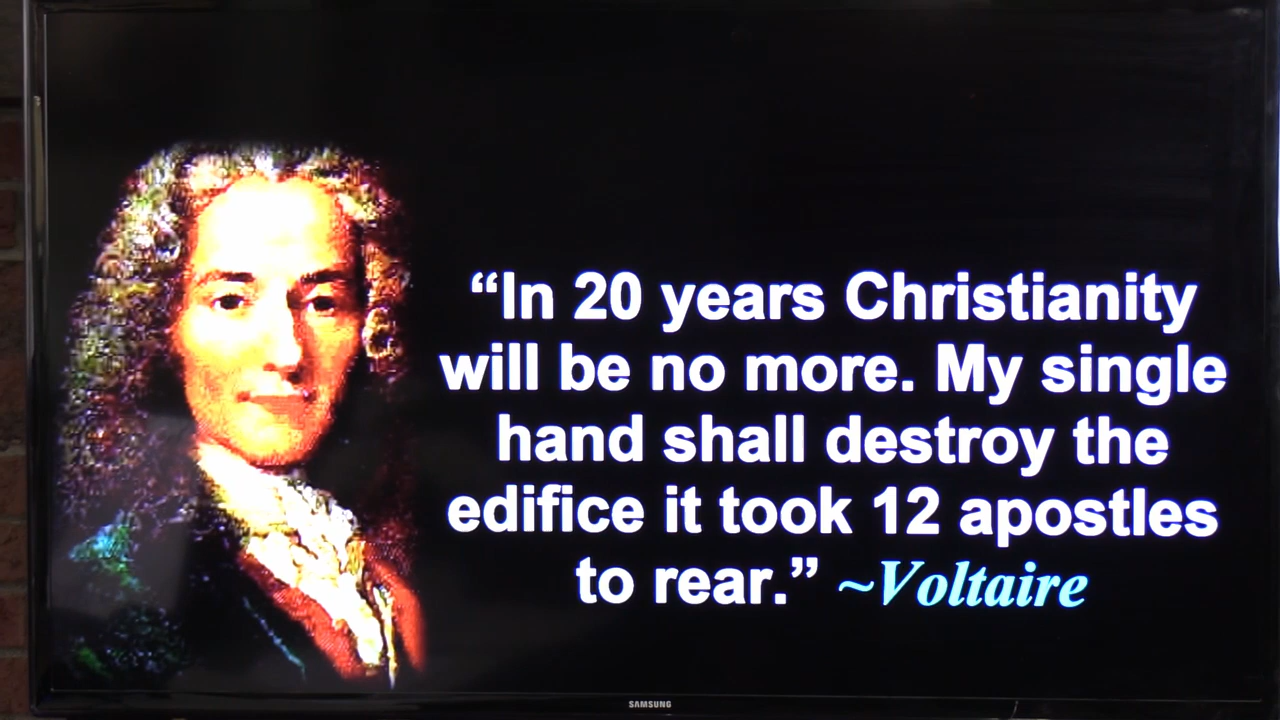 “In 20 years Christianity
will be no more. My single
hand shall destroy the
edifice it took 12 apostles
to rear.” ~Voltaire
SAMSUNG